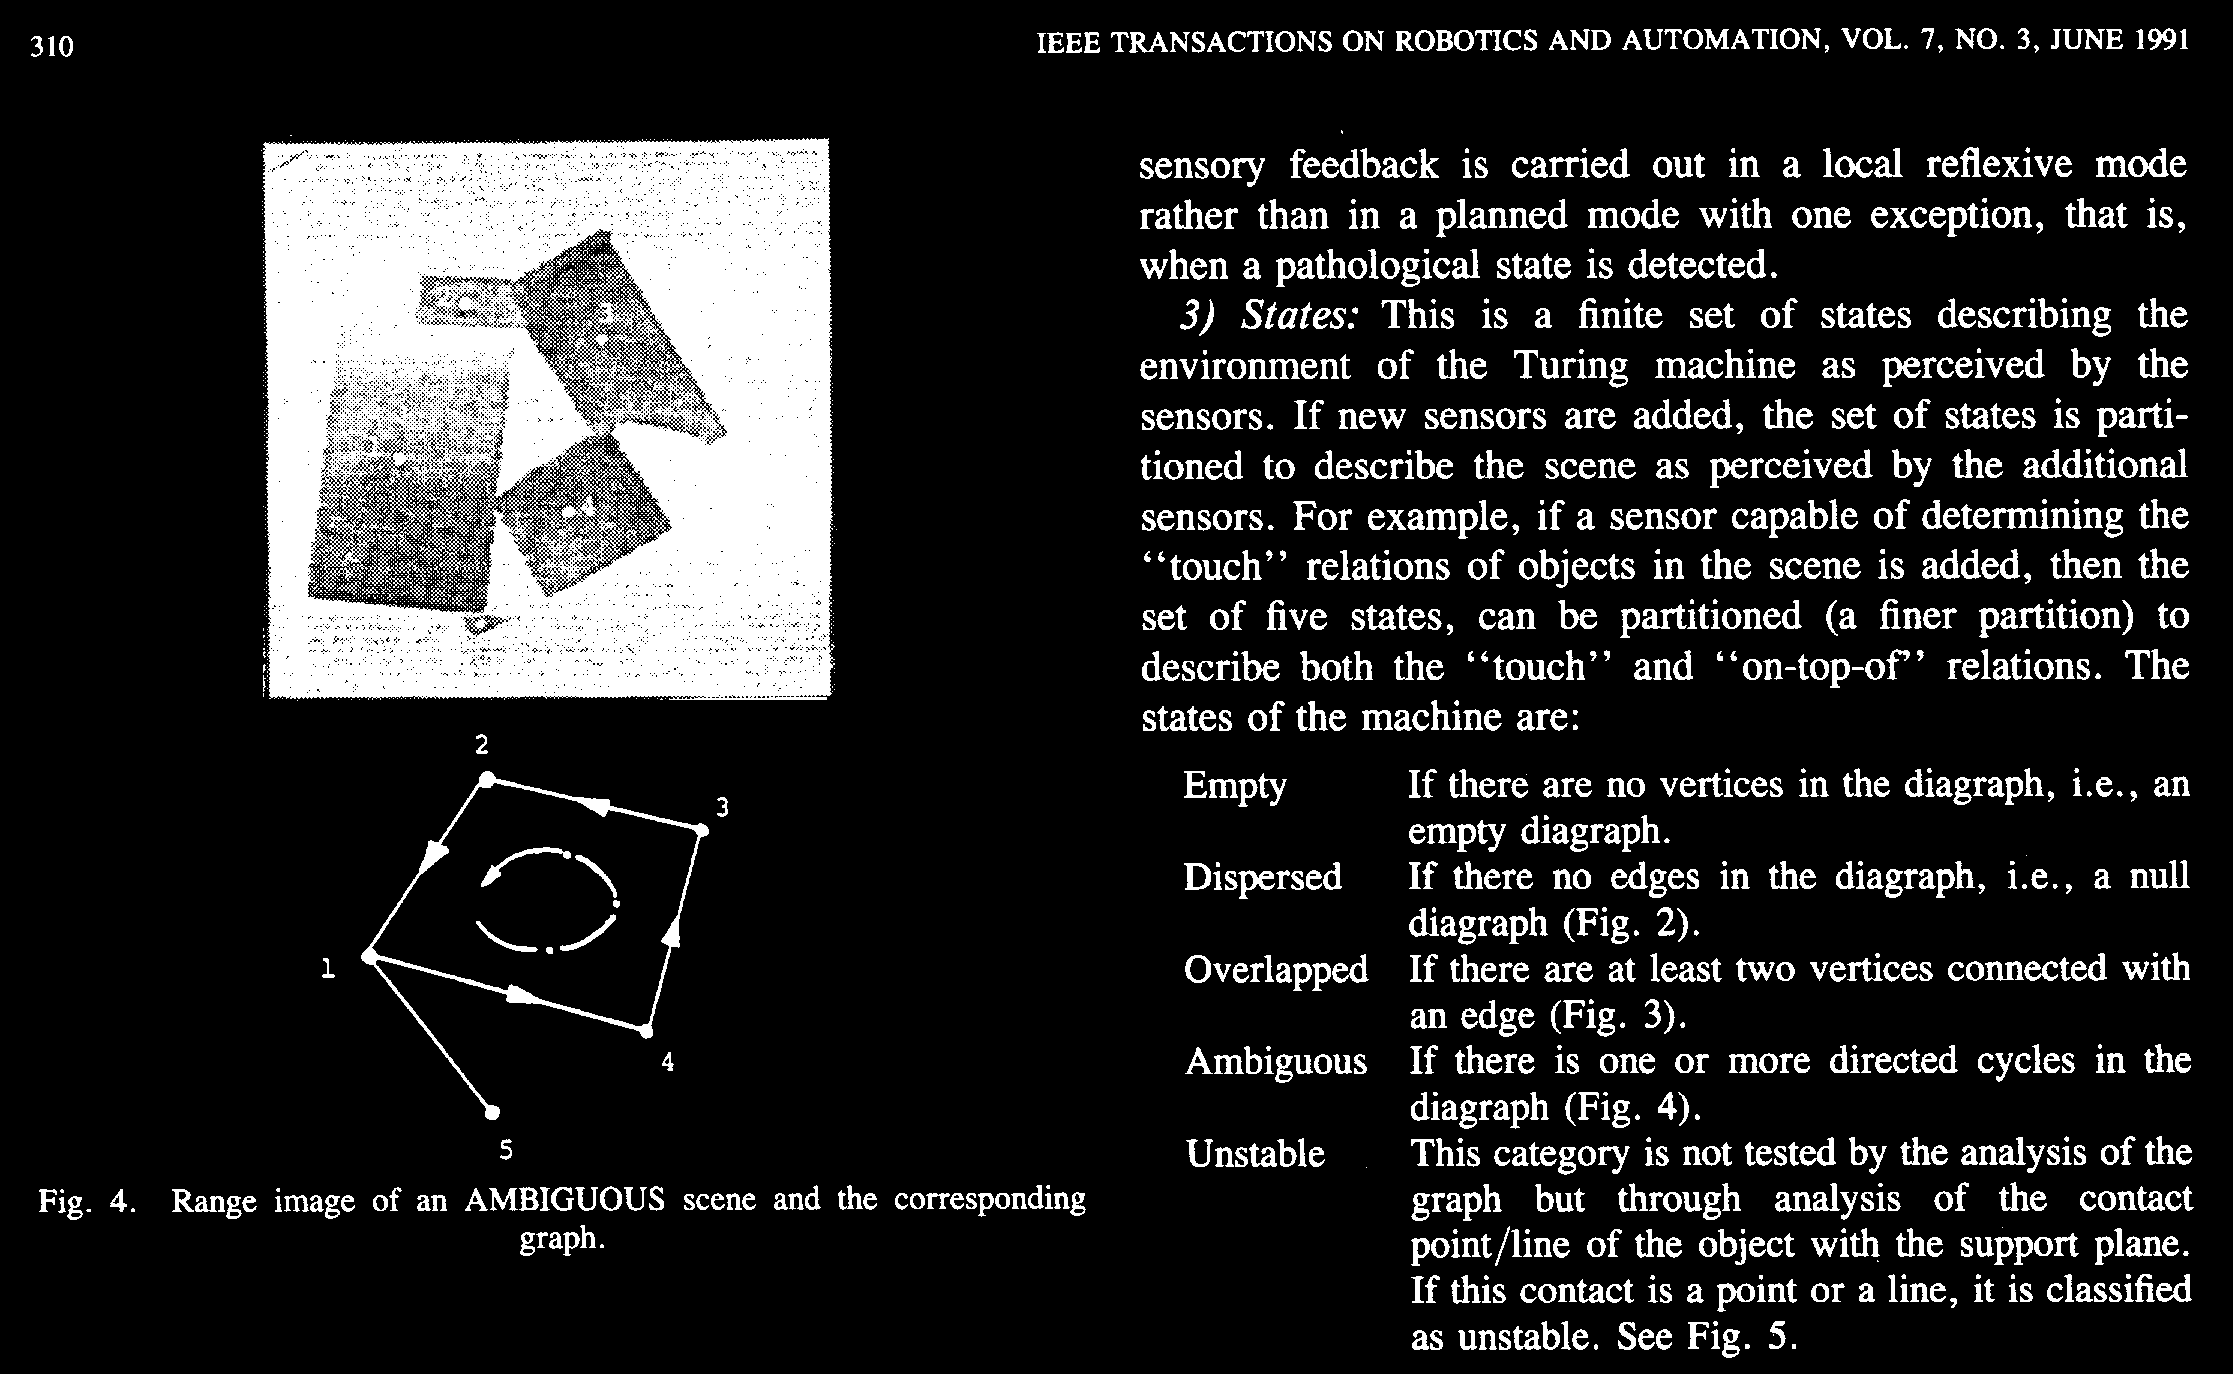 310
IEEE TRANSACTIONS ON ROBOTICS AND AUTOMATION, VOL. 7, NO. 3, JUNE 1991
3
4
2
3
1
4
5
Fig. 4. Range image of an AMBIGUOUS scene and the corresponding
graph.
sensory feedback is carried out in a local reflexive mode
rather than in a planned mode with one exception, that is,
when a pathological state is detected.
3) States: This is a finite set of states describing the
environment of the Turing machine as perceived by the
sensors. If new sensors are added, the set of states is parti-
tioned to describe the scene as perceived by the additional
sensors. For example, if a sensor capable of determining the
“touch” relations of objects in the scene is added, then the
set of five states, can be partitioned (a finer partition) to
describe both the “touch” and “on-top-of” relations. The
states of the machine are:
Empty If there are no vertices in the diagraph, i.e., an
empty diagraph.
Dispersed If there no edges in the diagraph, i.e., a null
diagraph (Fig. 2).
Overlapped If there are at least two vertices connected with
an edge (Fig. 3).
Ambiguous If there is one or more directed cycles in the
diagraph (Fig. 4).
Unstable This category is not tested by the analysis of the
graph but through analysis of the contact
point/line of the object with the support plane.
If this contact is a point or a line, it is classified
as unstable. See Fig. 5.